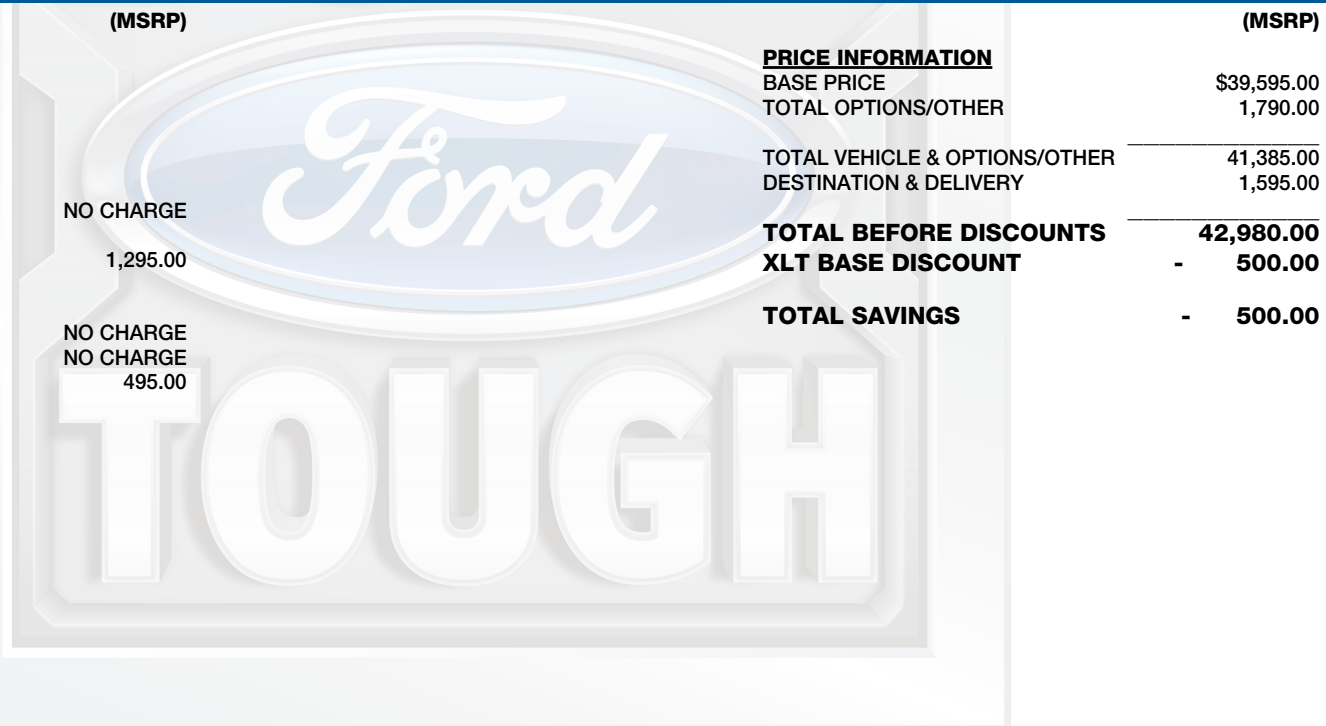 (MSRP)
NO CHARGE
1,295.00
NO CHARGE
NO CHARGE
495.00
(MSRP)
PRICE INFORMATION
BASE PRICE $39,595.00
TOTAL OPTIONS/OTHER 1,790.00
TOTAL VEHICLE & OPTIONS/OTHER 41,385.00
DESTINATION & DELIVERY 1,595.00
TOTAL BEFORE DISCOUNTS 42,980.00
XLT BASE DISCOUNT - 500.00
TOTAL SAVINGS - 500.00
Ford
TOUGH